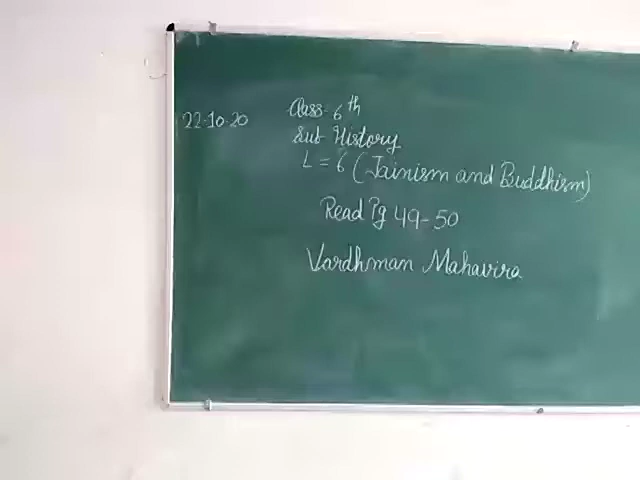 22-10-20
Class- 6th
Sub History
L = 6 (Jainism and Buddhism)
Read Pg 49-50
Vardhman Mahavira